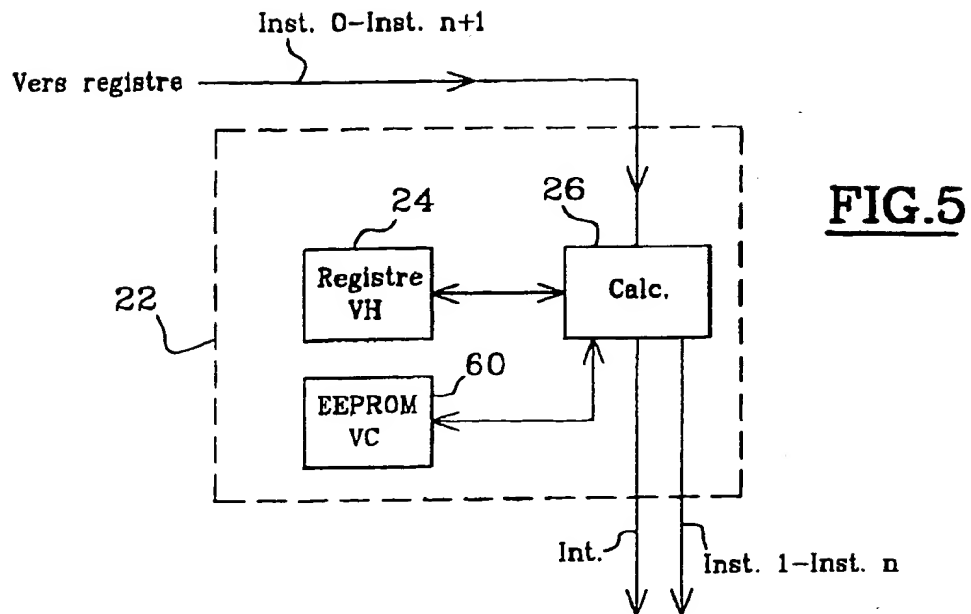 Inst. 0-Inst. n+1
Vers registre
24
26
FIG.5
Registre
VH
Calc.
22
60
EEPROM
VC
Int.
Inst. 1-Inst. n